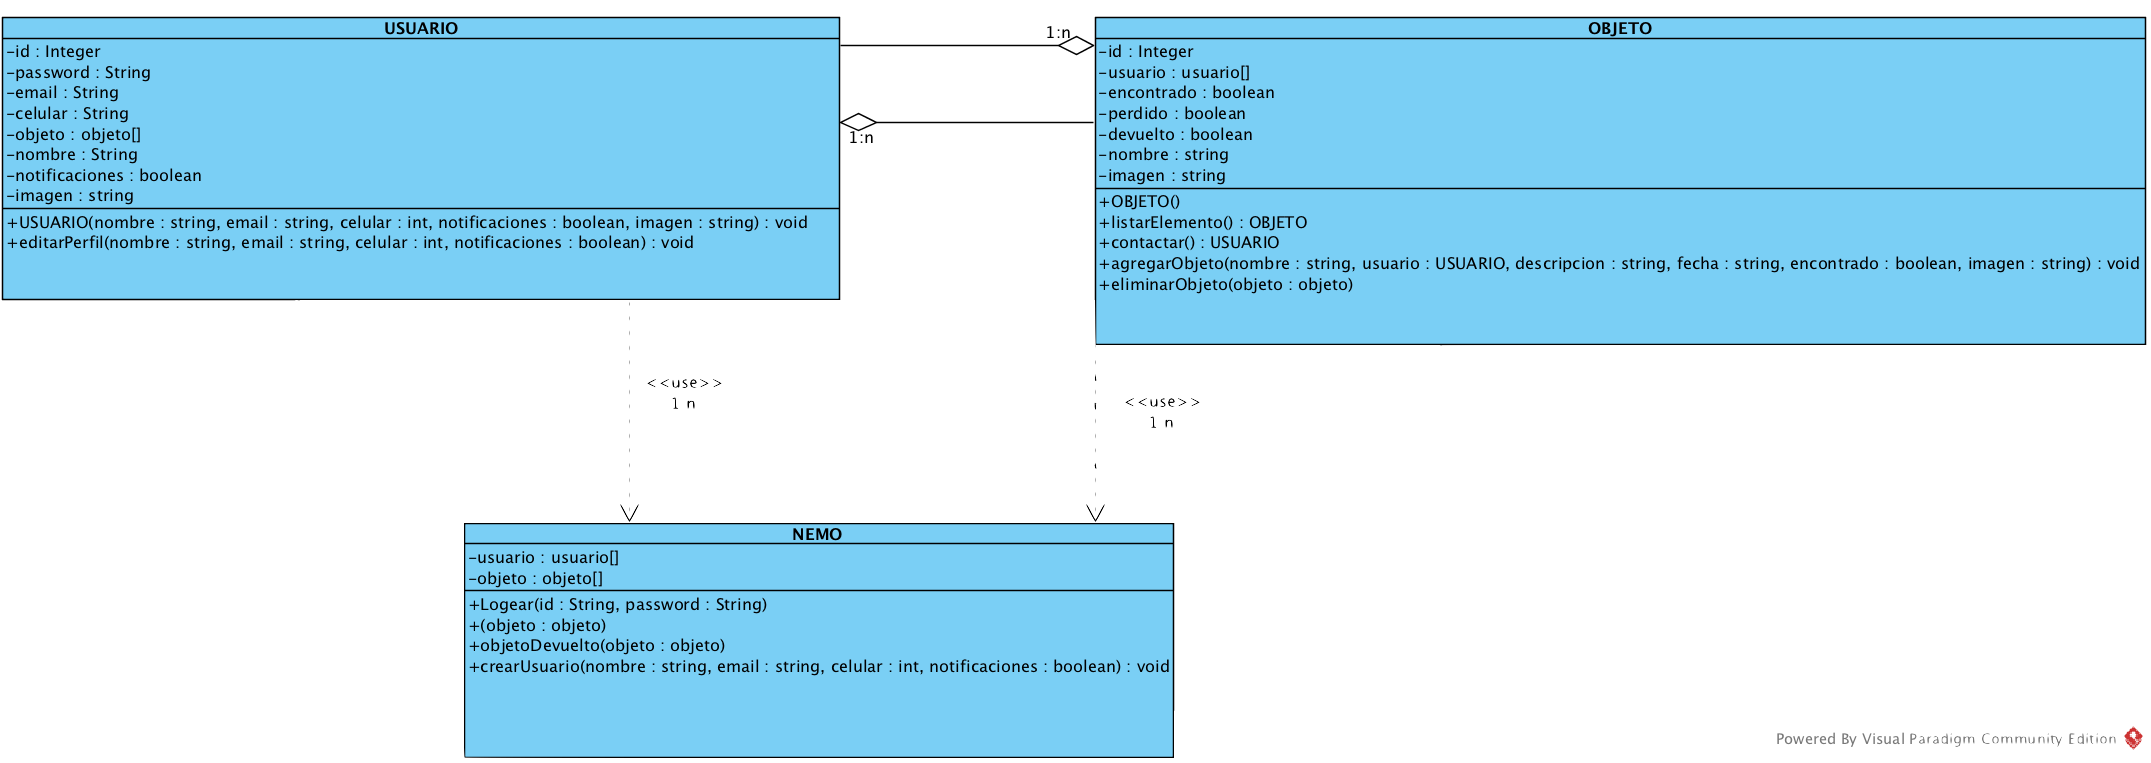 USUARIO
-id : Integer
-password : String
-email : String
-celular : String
-objeto : objeto[]
-nombre : String
-notificaciones : boolean
-imagen : string
+USUARIO(nombre : string, email : string, celular : int, notificaciones : boolean, imagen : string) : void
+editarPerfil(nombre : string, email : string, celular : int, notificaciones : boolean) : void
1:n
1:n
OBJETO
-id : Integer
-usuario : usuario[]
-encontrado : boolean
-perdido : boolean
-devuelto : boolean
-nombre : string
-imagen : string
+OBJETO()
+listarElemento() : OBJETO
+contactar() : USUARIO
+agregarObjeto(nombre : string, usuario : USUARIO, descripcion : string, fecha : string, encontrado : boolean, imagen : string) : void
+eliminarObjeto(objeto : objeto)
<<use>>
1 n
<<use>>
1 n
NEMO
-usuario : usuario[]
-objeto : objeto[]
+Logear(id : String, password : String)
+(objeto : objeto)
+objetoDevuelto(objeto : objeto)
+crearUsuario(nombre : string, email : string, celular : int, notificaciones : boolean) : void
Powered By Visual Paradigm Community Edition